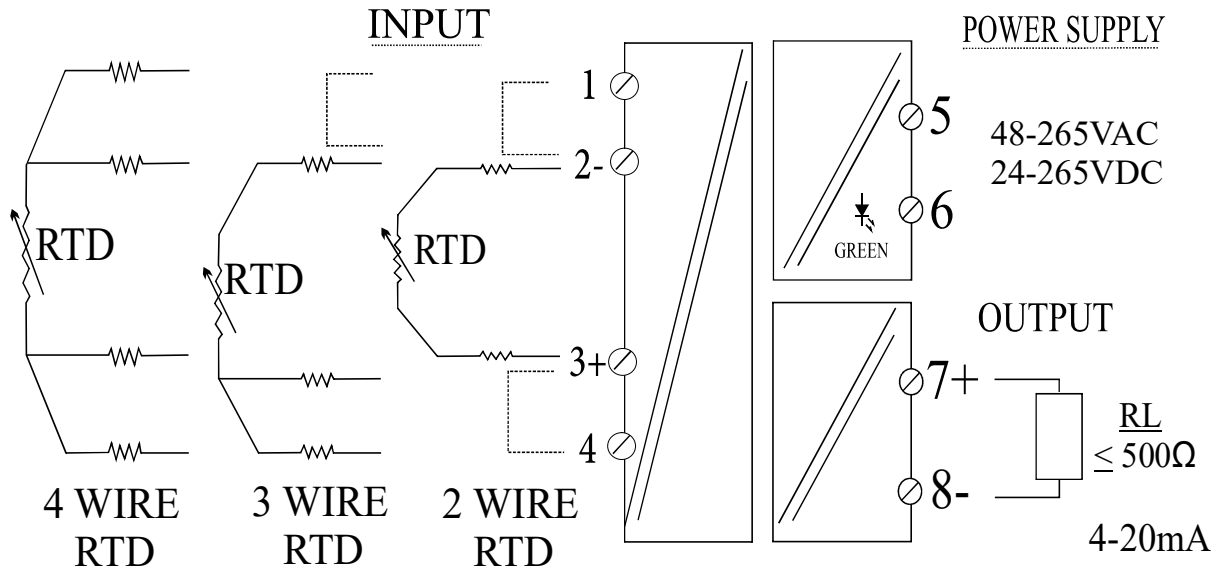 INPUT
POWER SUPPLY
1
2-
3+
4
5
6
48-265VAC
24-265VDC
GREEN
RTD
RTD
RTD
OUTPUT
7+
8-
RL
≤ 500Ω
4-20mA
4 WIRE
RTD
3 WIRE
RTD
2 WIRE
RTD